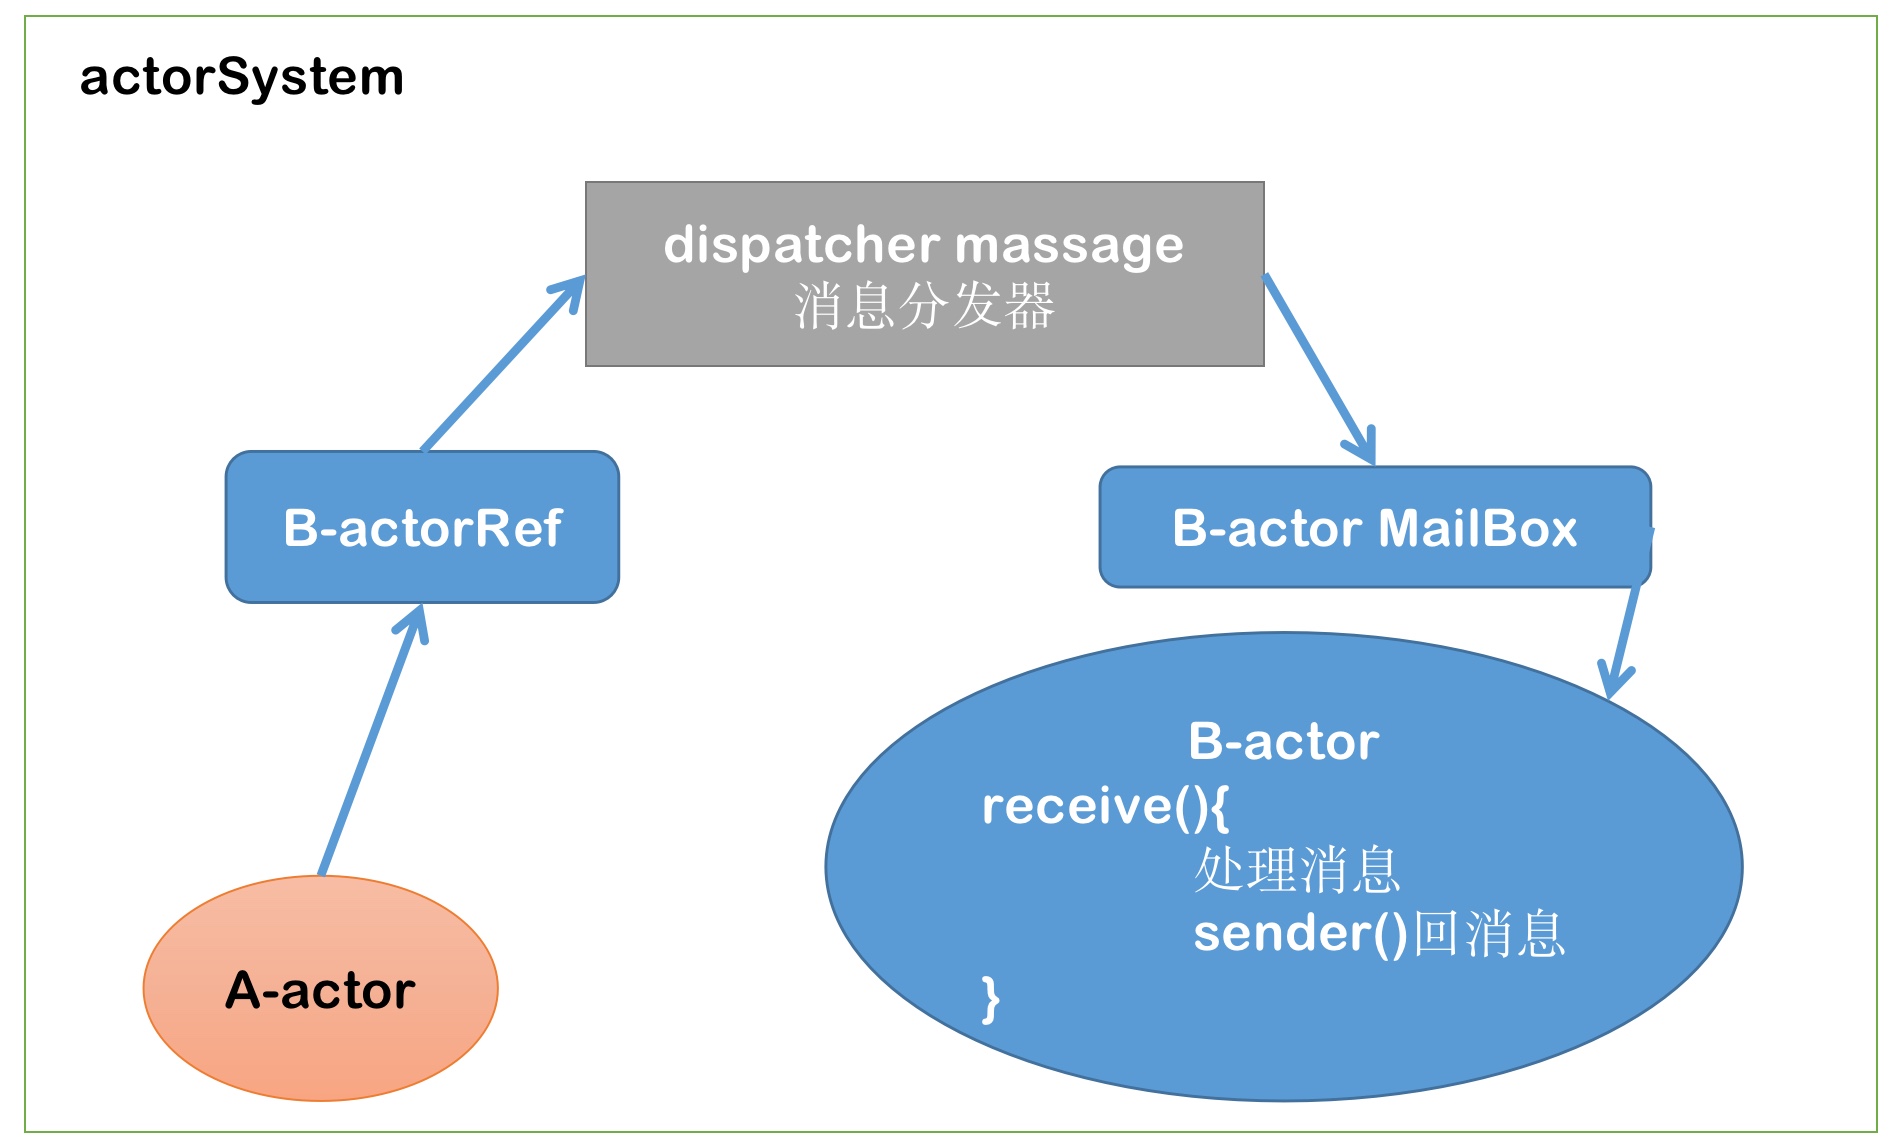 actorSystem
dispatcher massage
消息分发器
B-actorRef
B-actor MailBox
B-actor
receive(){
处理消息
sender()回消息
}
A-actor